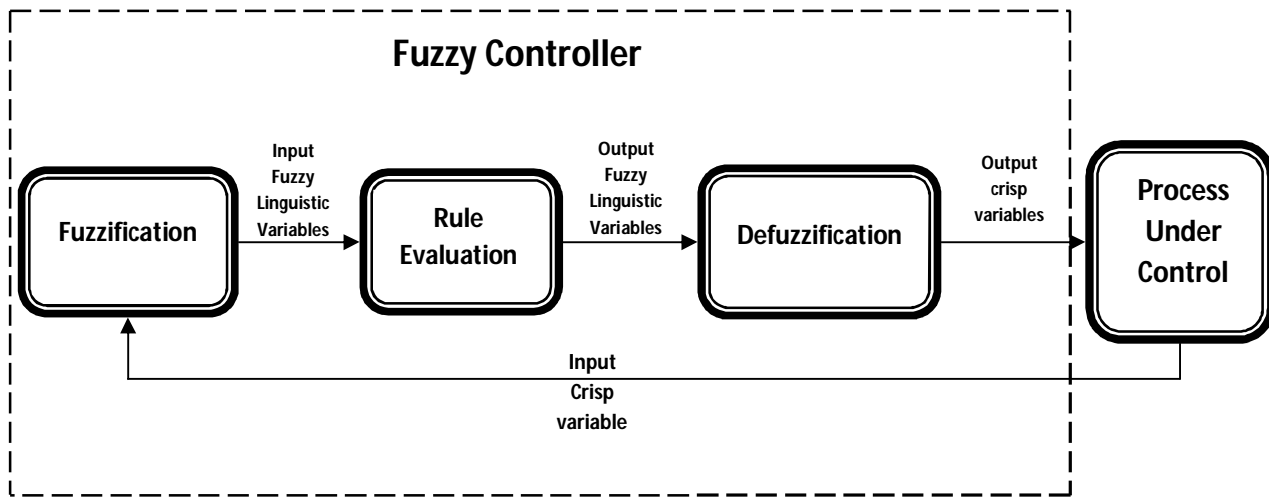 Fuzzy Controller
Fuzzification
Input
Fuzzy
Linguistic
Variables
Rule
Evaluation
Output
Fuzzy
Linguistic
Variables
Defuzzification
Output
crisp
variables
Process
Under
Control
Input
Crisp
variable